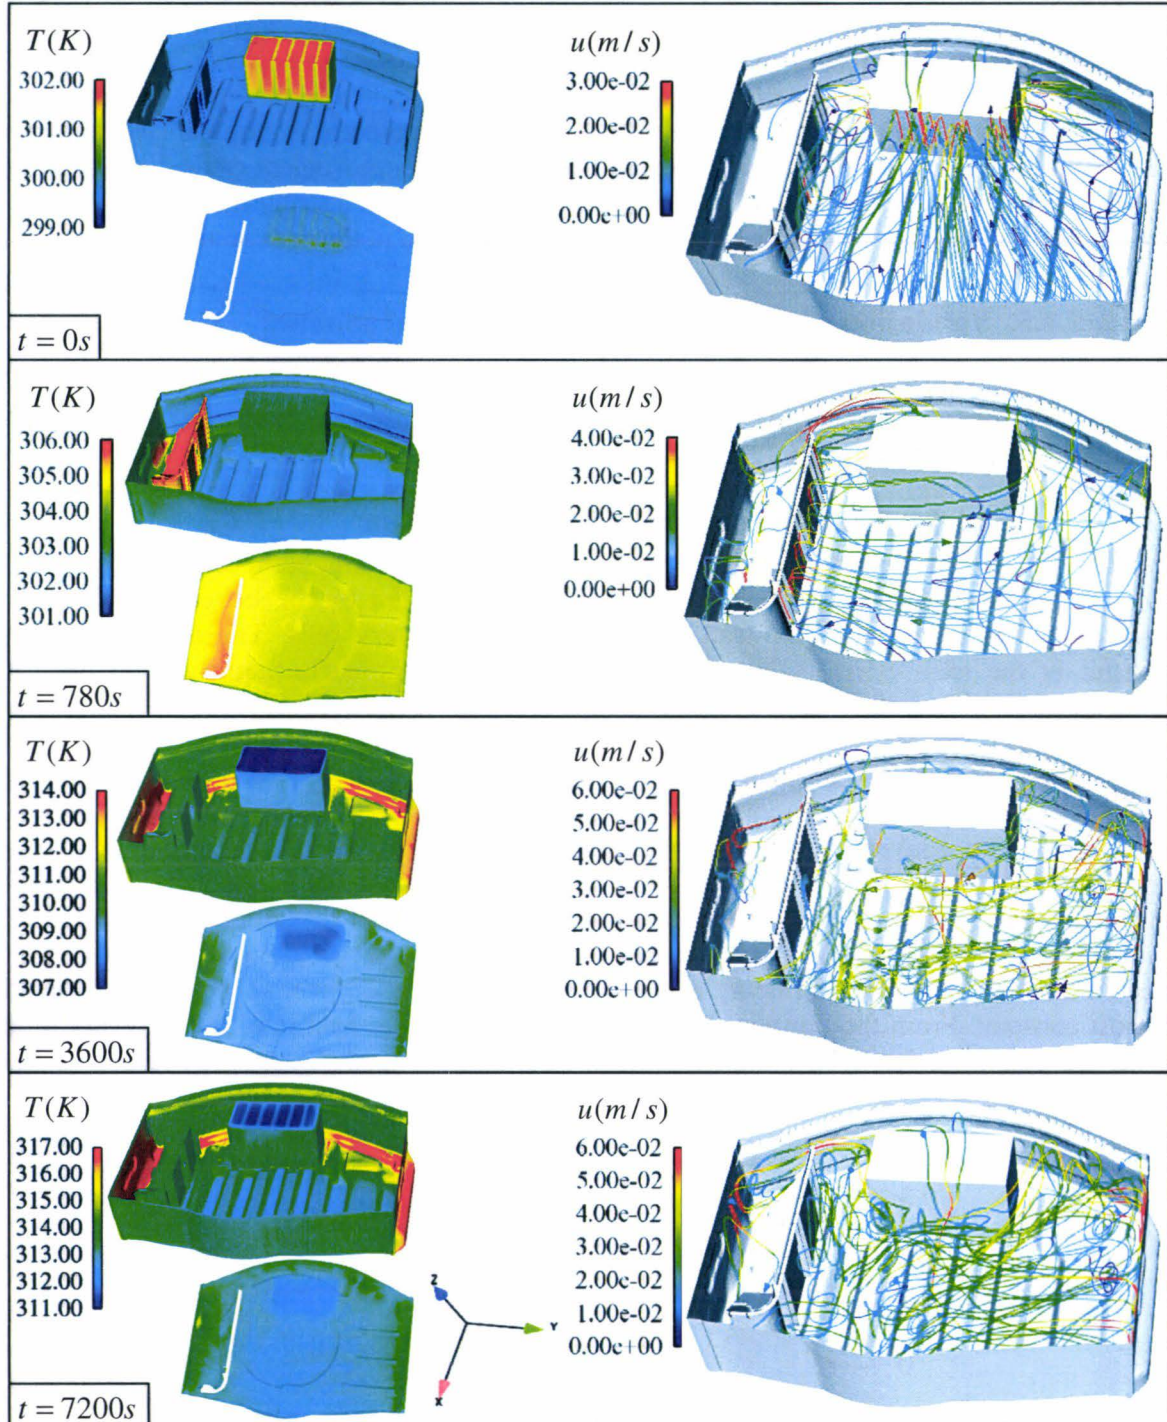 T(K)
302.00
301.00
300.00
299.00
u(m/s)
3.00e-02
2.00e-02
1.00e-02
0.00e+00
t = 0s
T(K)
306.00
305.00
304.00
303.00
302.00
301.00
u(m/s)
4.00e-02
3.00e-02
2.00e-02
1.00e-02
0.00e+00
t = 780s
T(K)
314.00
313.00
312.00
311.00
310.00
309.00
308.00
307.00
u(m/s)
6.00e-02
5.00e-02
4.00e-02
3.00e-02
2.00e-02
1.00e-02
0.00e+00
t = 3600s
T(K)
317.00
316.00
315.00
314.00
313.00
312.00
311.00
u(m/s)
6.00e-02
5.00e-02
4.00e-02
3.00e-02
2.00e-02
1.00e-02
0.00e+00
Z
Y
X
t = 7200s